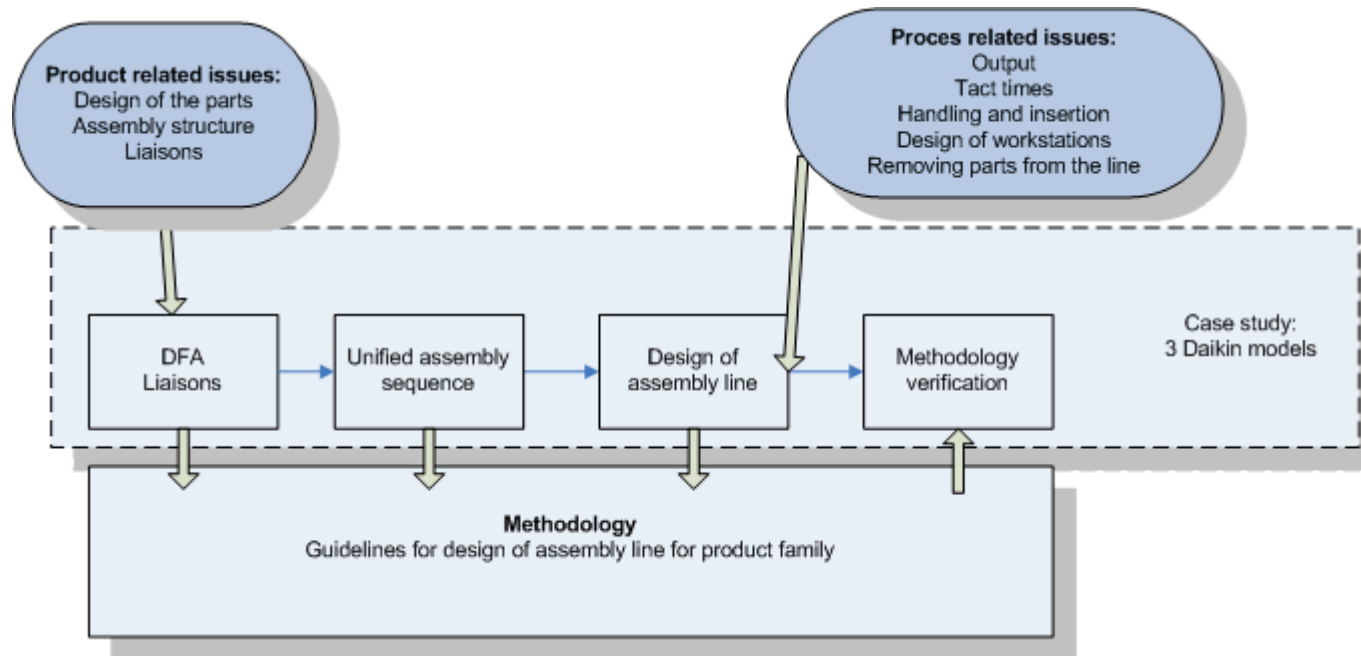 Product related issues:
Design of the parts
Assembly structure
Liaisons
Proces related issues:
Output
Tact times
Handling and insertion
Design of workstations
Removing parts from the line
DFA
Liaisons
Unified assembly
sequence
Design of
assembly line
Methodology
verification
Case study:
3 Daikin models
Methodology
Guidelines for design of assembly line for product family